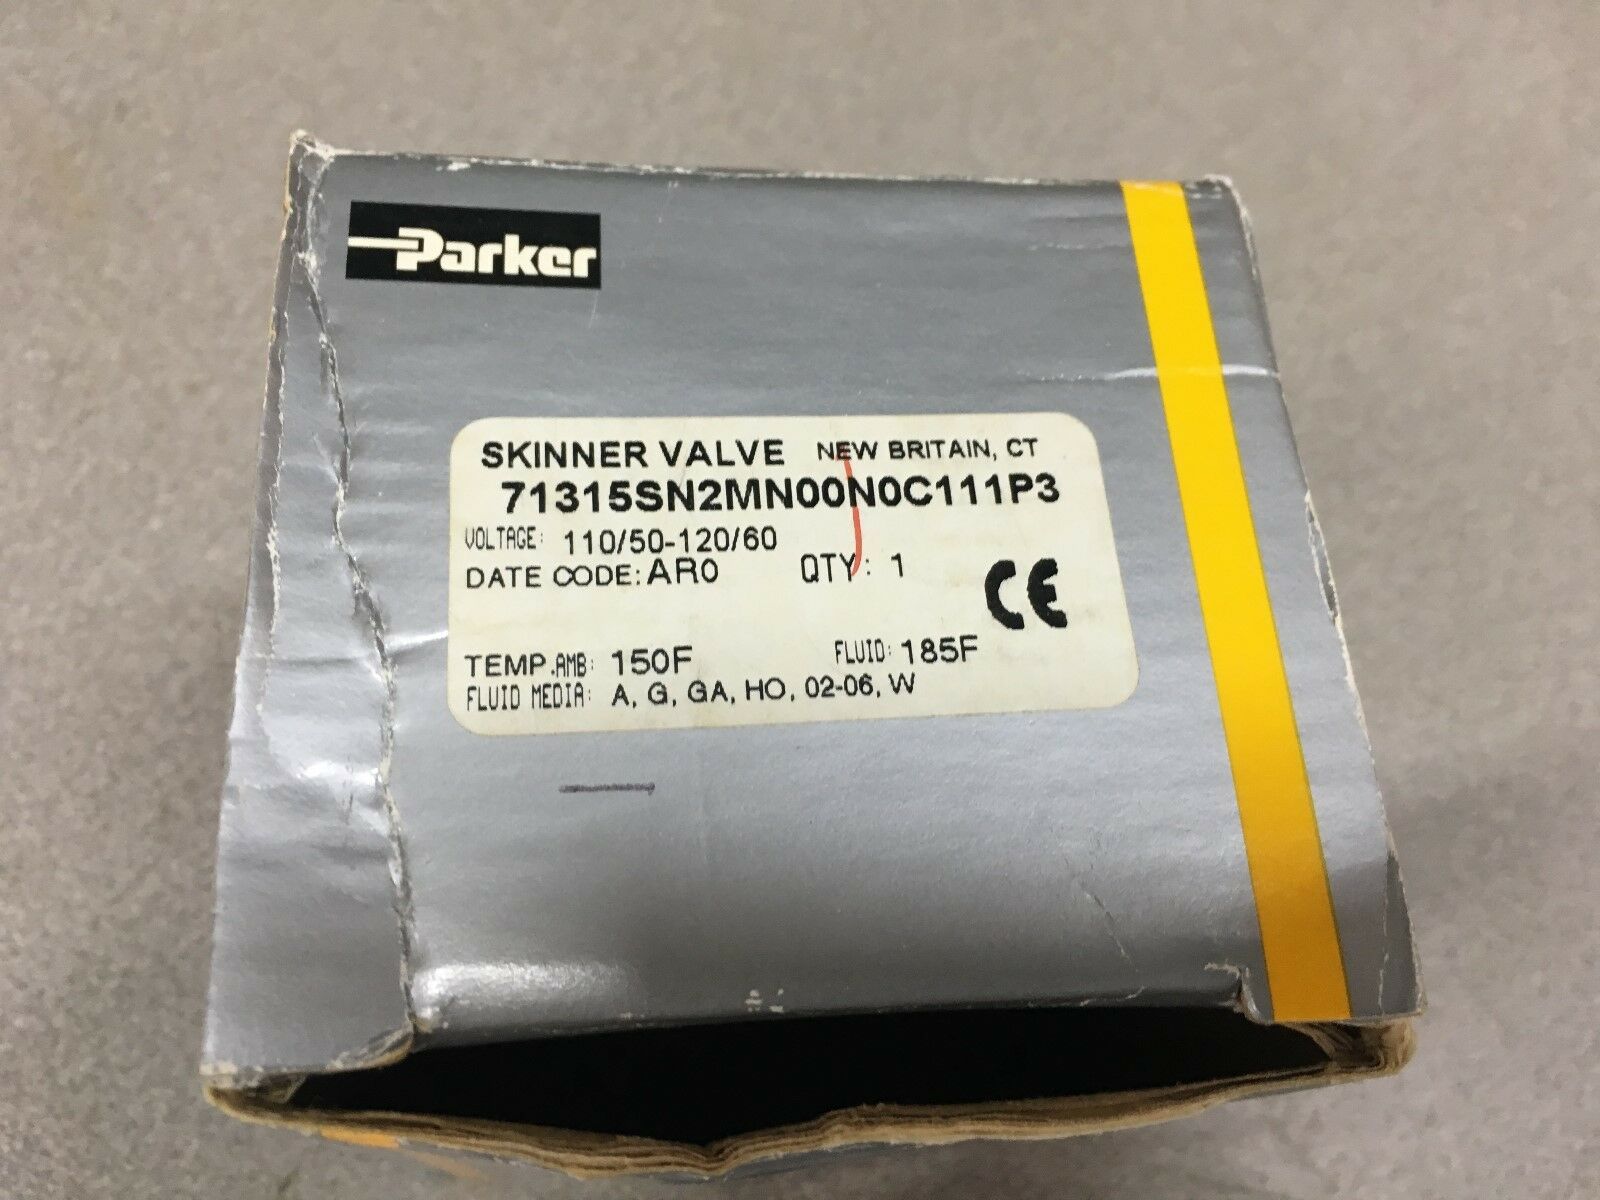 Parker
SKINNER VALVE NEW BRITAIN, CT
71315SN2MN00N0C111P3
VOLTAGE: 110/50-120/60
DATE CODE: AR0 QTY: 1
CE
TEMP.AMB: 150F FLUID: 185F
FLUID MEDIA: A, G, GA, HO, 02-06, W